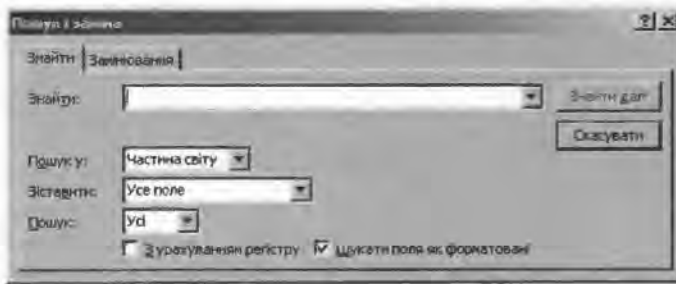 Пошук і заміна
Знайти Замінювання
Знайти: Знайти далі
Скасувати
Пошук у: Частина світу
Зіставити: Усе поле
Пошук: Усі
З урахуванням регістру Шукати поля як форматовані